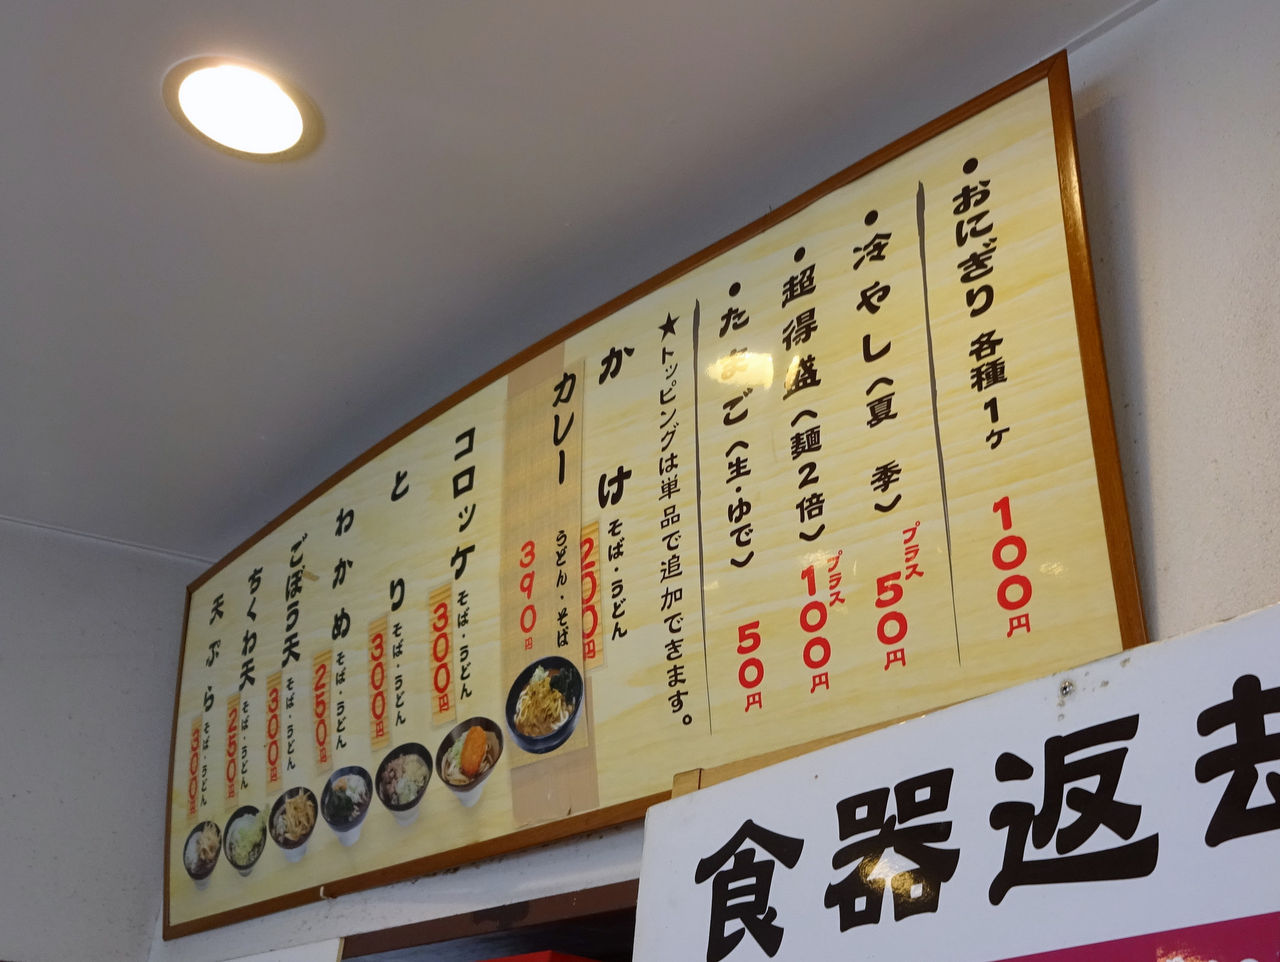 ●おにぎり 各種1ヶ 100円
●冷やし〈夏季〉 プラス50円
●超得盛〈麺2倍〉 プラス100円
●たまご〈生・ゆで〉 50円
★トッピングは単品で追加できます。
かけ そば・うどん 250円
カレー うどん・そば 390円
コロッケ そば・うどん 300円
とり そば・うどん 300円
わかめ そば・うどん 250円
ごぼう天 そば・うどん 300円
ちくわ天 そば・うどん 250円
天ぷら そば・うどん 300円
食器返却